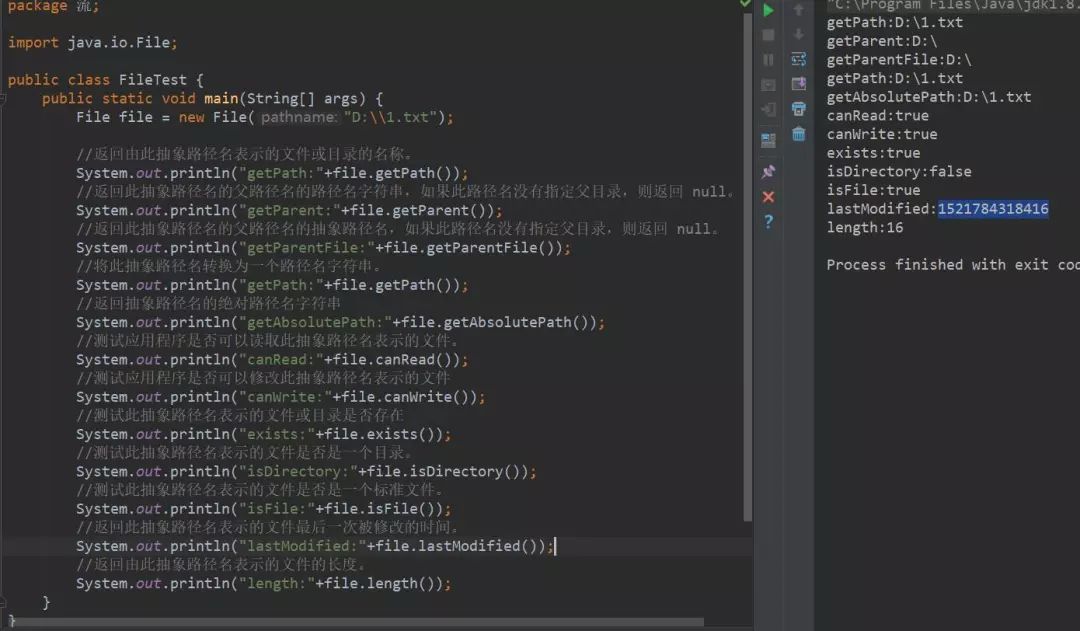 package 流;
import java.io.File;
public class FileTest {
public static void main(String[] args) {
File file = new File( pathname: "D:\\1.txt");
//返回由此抽象路径名表示的文件或目录的名称。
System.out.println("getPath:"+file.getPath());
//返回此抽象路径名的父路径名的路径名字符串，如果此路径名没有指定父目录，则返回 null。
System.out.println("getParent:"+file.getParent());
//返回此抽象路径名的父路径名的抽象路径名，如果此路径名没有指定父目录，则返回 null。
System.out.println("getParentFile:"+file.getParentFile());
//将此抽象路径名转换为一个路径名字符串。
System.out.println("getPath:"+file.getPath());
//返回抽象路径名的绝对路径名字符串
System.out.println("getAbsolutePath:"+file.getAbsolutePath());
//测试应用程序是否可以读取此抽象路径名表示的文件。
System.out.println("canRead:"+file.canRead());
//测试应用程序是否可以修改此抽象路径名表示的文件
System.out.println("canWrite:"+file.canWrite());
//测试此抽象路径名表示的文件或目录是否存在
System.out.println("exists:"+file.exists());
//测试此抽象路径名表示的文件是否是一个目录。
System.out.println("isDirectory:"+file.isDirectory());
//测试此抽象路径名表示的文件是否是一个标准文件。
System.out.println("isFile:"+file.isFile());
//返回此抽象路径名表示的文件最后一次被修改的时间。
System.out.println("lastModified:"+file.lastModified());
//返回由此抽象路径名表示的文件的长度。
System.out.println("length:"+file.length());
}
}
"C:\Program Files\Java\jdk1.8.
getPath:D:\1.txt
getParent:D:\
getParentFile:D:\
getPath:D:\1.txt
getAbsolutePath:D:\1.txt
canRead:true
canWrite:true
exists:true
isDirectory:false
isFile:true
lastModified:1521784318416
length:16
Process finished with exit cod